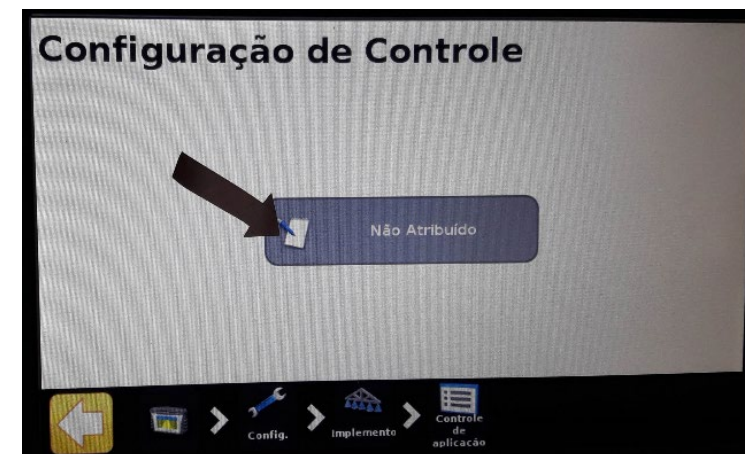 Configuração de Controle
Não Atribuído
Config.
Implemento
Controle
de
aplicação